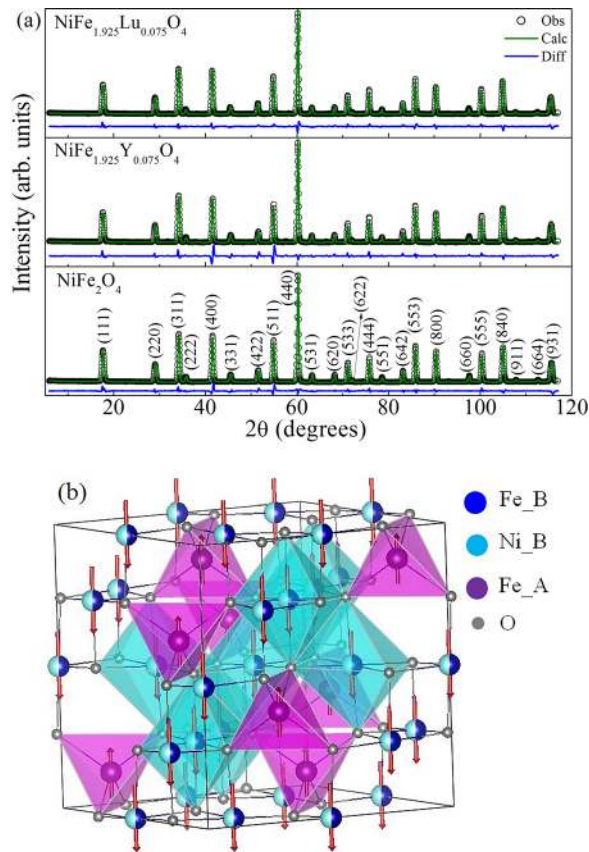 (a)
NiFe1.925Lu0.075O4
Obs
Calc
Diff
NiFe1.925Y0.075O4
NiFe2O4
(111)
(220)
(311)
(222)
(400)
(331)
(422)
(511)
(440)
(531)
(620)
(533)
(622)
(444)
(551)
(642)
(553)
(800)
(660)
(555)
(840)
(911)
(664)
(931)
Intensity (arb. units)
20 40 60 80 100 120
2θ (degrees)
(b)
Fe_B
Ni_B
Fe_A
O